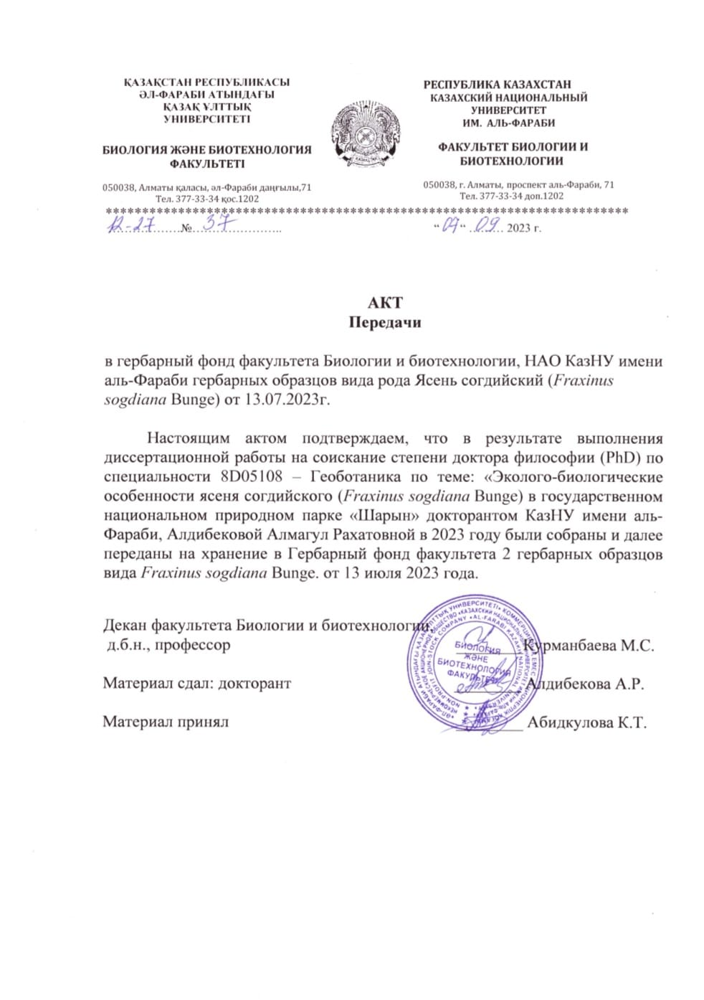 ҚАЗАҚСТАН РЕСПУБЛИКАСЫ
ӘЛ-ФАРАБИ АТЫНДАҒЫ
ҚАЗАҚ ҰЛТТЫҚ
УНИВЕРСИТЕТІ
БИОЛОГИЯ ЖӘНЕ БИОТЕХНОЛОГИЯ
ФАКУЛЬТЕТІ
050038, Алматы қаласы, әл-Фараби даңғылы,71
Тел. 377-33-34 қос.1202
РЕСПУБЛИКА КАЗАХСТАН
КАЗАХСКИЙ НАЦИОНАЛЬНЫЙ
УНИВЕРСИТЕТ
ИМ. АЛЬ-ФАРАБИ
ФАКУЛЬТЕТ БИОЛОГИИ И
БИОТЕХНОЛОГИИ
050038, г. Алматы, проспект аль-Фараби, 71
Тел. 377-33-34 доп.1202
12-27 № 37
“ 07 “ 09 2023 г.
АКТ
Передачи
в гербарный фонд факультета Биологии и биотехнологии, НАО КазНУ имени
аль-Фараби гербарных образцов вида рода Ясень согдийский (Fraxinus
sogdiana Bunge) от 13.07.2023г.
Настоящим актом подтверждаем, что в результате выполнения
диссертационной работы на соискание степени доктора философии (PhD) по
специальности 8D05108 – Геоботаника по теме: «Эколого-биологические
особенности ясеня согдийского (Fraxinus sogdiana Bunge) в государственном
национальном природном парке «Шарын» докторантом КазНУ имени аль-
Фараби, Алдибековой Алмагул Рахатовной в 2023 году были собраны и далее
переданы на хранение в Гербарный фонд факультета 2 гербарных образцов
вида Fraxinus sogdiana Bunge. от 13 июля 2023 года.
Декан факультета Биологии и биотехнологии,
д.б.н., профессор Курманбаева М.С.
Материал сдал: докторант Алдибекова А.Р.
Материал принял Абидкулова К.Т.
БИОЛОГИЯ
ЖӘНЕ
БИОТЕХНОЛОГИЯ
ФАКУЛЬТЕТІ